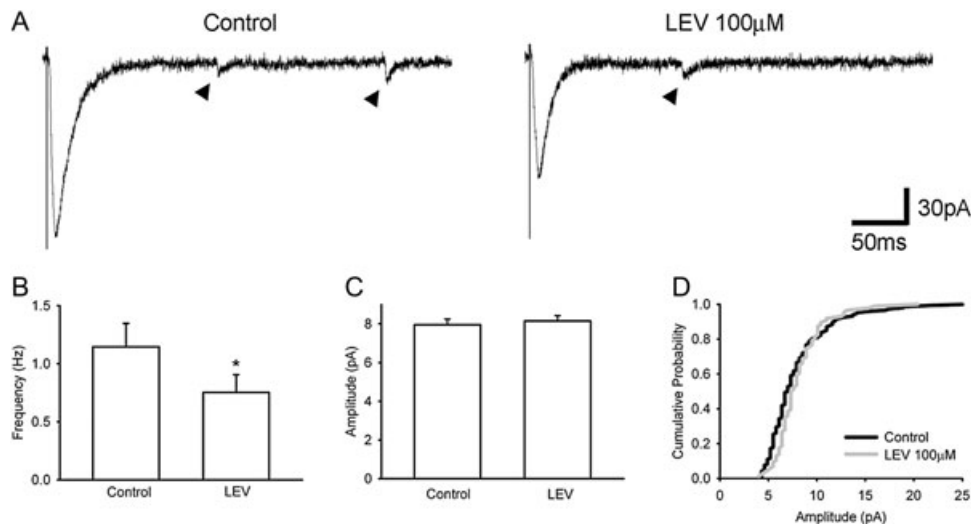 A
Control
LEV 100µM
30pA
50ms
B
Frequency (Hz)
1.5
1.0
0.5
0.0
*
Control
LEV
C
Amplitude (pA)
8
6
4
2
0
Control
LEV
D
Cumulative Probability
1.0
0.8
0.6
0.4
0.2
0.0
Control
LEV 100µM
0
5
10
15
20
25
Amplitude (pA)